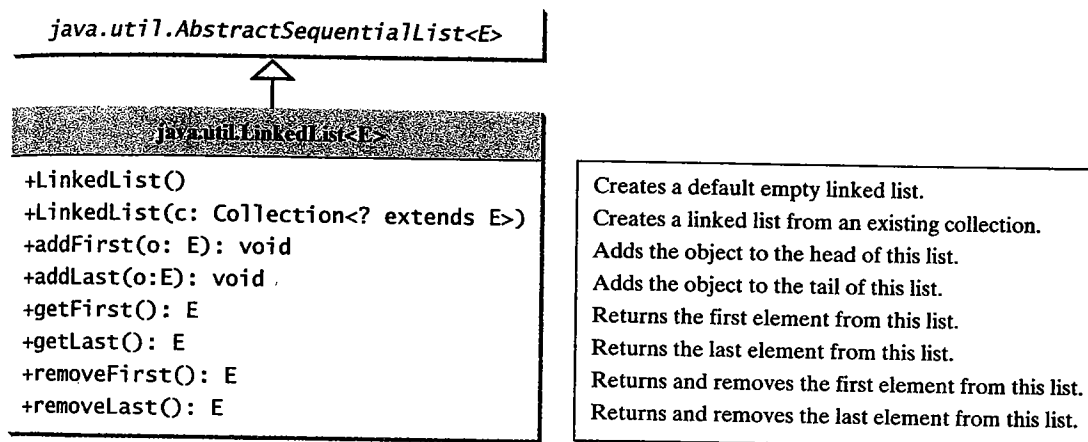 java.util.AbstractSequentialList<E>
java.util.LinkedList<E>
+LinkedList()
+LinkedList(c: Collection<? extends E>)
+addFirst(o: E): void
+addLast(o:E): void
+getFirst(): E
+getLast(): E
+removeFirst(): E
+removeLast(): E
Creates a default empty linked list.
Creates a linked list from an existing collection.
Adds the object to the head of this list.
Adds the object to the tail of this list.
Returns the first element from this list.
Returns the last element from this list.
Returns and removes the first element from this list.
Returns and removes the last element from this list.